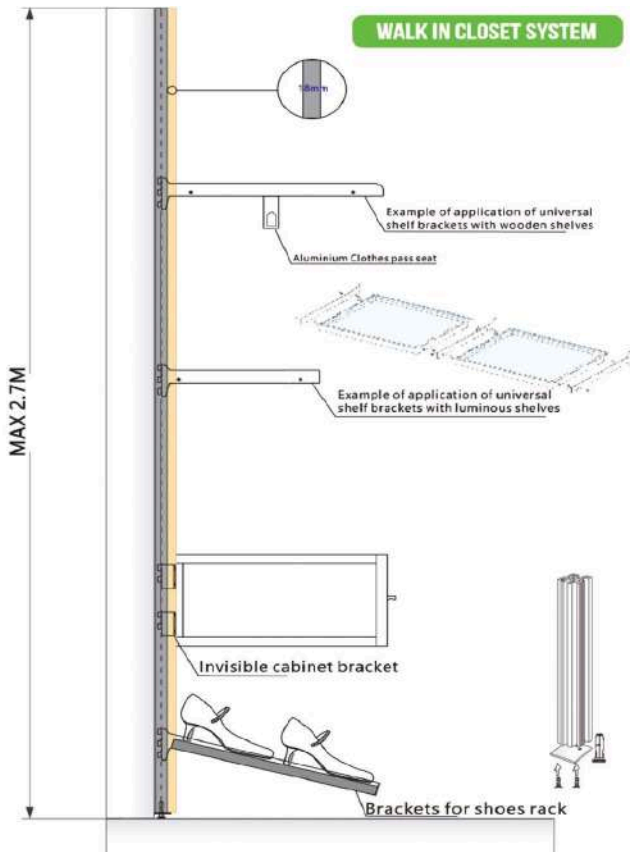 WALK IN CLOSET SYSTEM
18mm
Example of application of universal
shelf brackets with wooden shelves
Aluminium Clothes pass seat
MAX 2.7M
Example of application of universal
shelf brackets with luminous shelves
Invisible cabinet bracket
Brackets for shoes rack